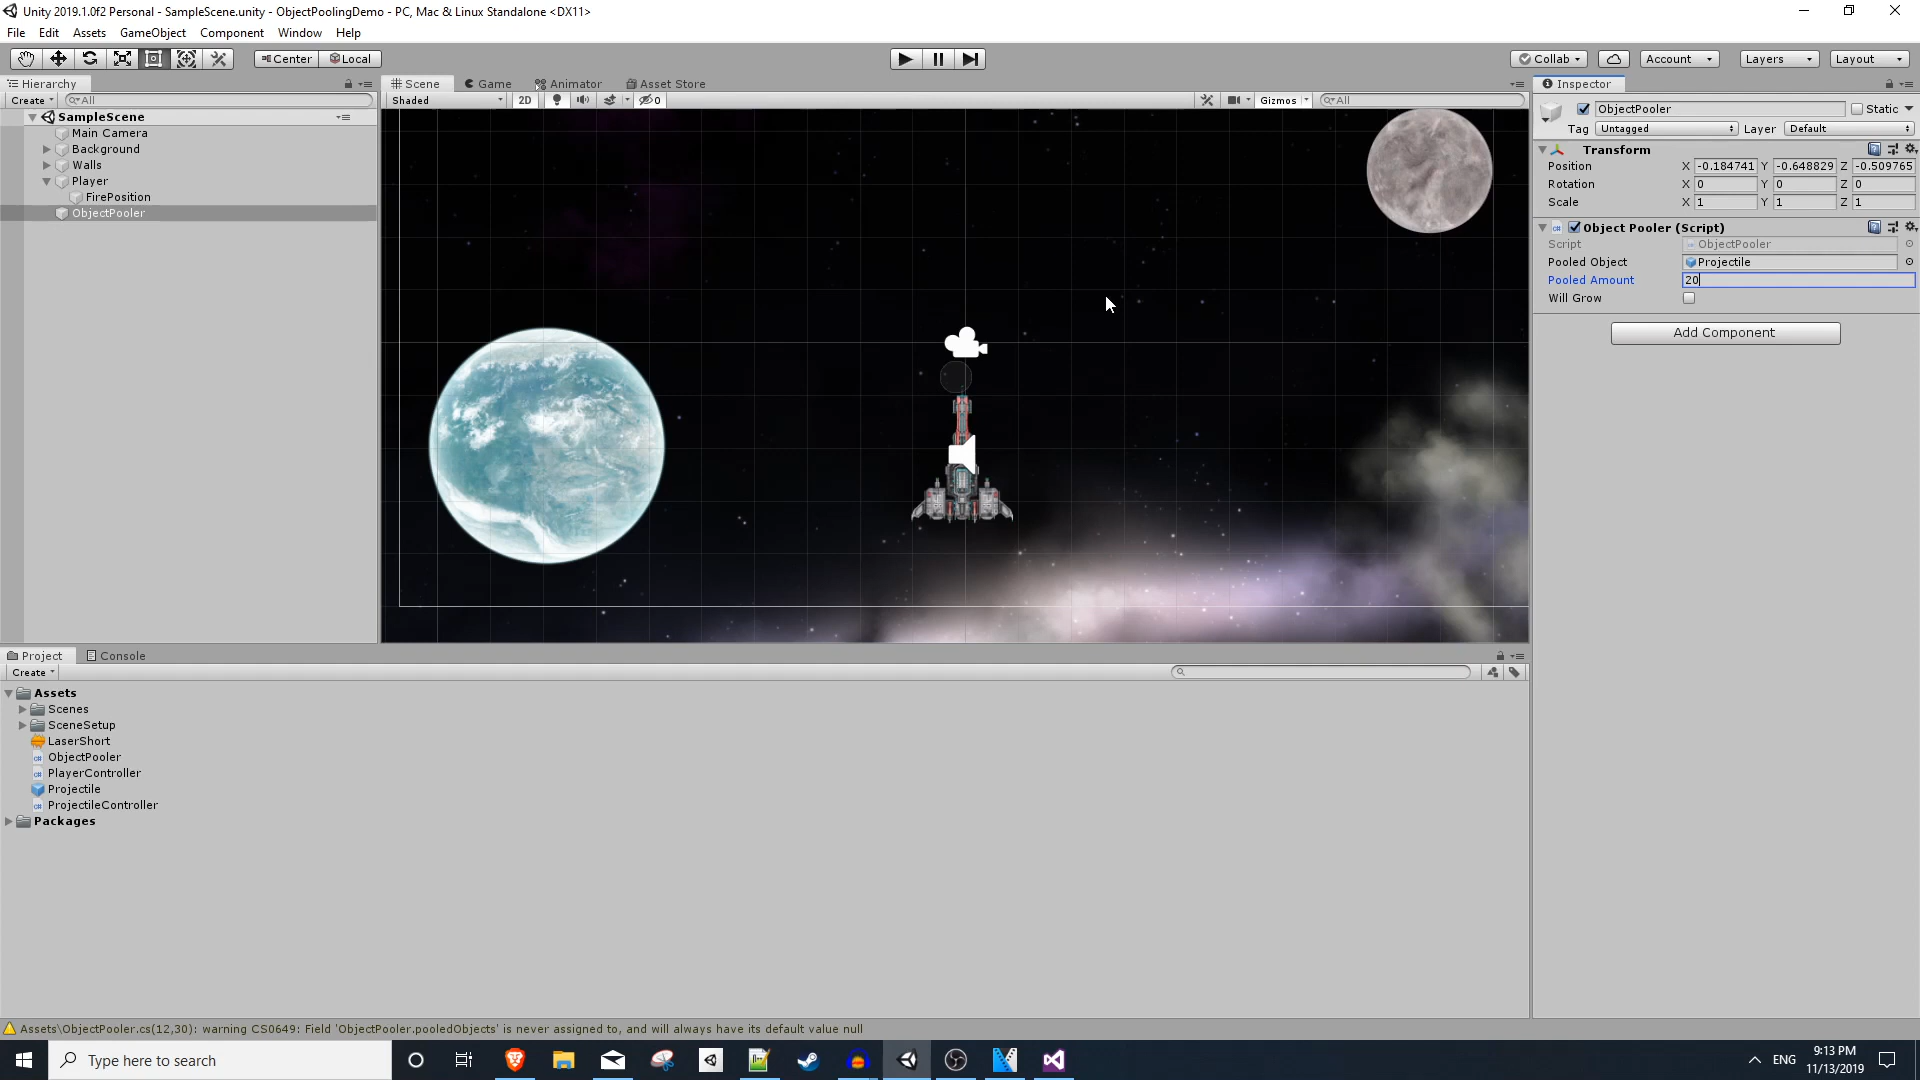 Unity 2019.1.0f2 Personal - SampleScene.unity - ObjectPoolingDemo - PC, Mac & Linux Standalone <DX11>
File Edit Assets GameObject Component Window Help
Center Local Collab Account Layers Layout
Hierarchy
Create All
SampleScene
Main Camera
Background
Walls
Player
FirePosition
ObjectPooler
Scene Game Animator Asset Store
Shaded 2D 0 Gizmos All
Inspector
ObjectPooler Static
Tag Untagged Layer Default
Transform
Position X -0.184741 Y -0.648829 Z -0.509765
Rotation X 0 Y 0 Z 0
Scale X 1 Y 1 Z 1
Object Pooler (Script)
Script ObjectPooler
Pooled Object Projectile
Pooled Amount 20
Will Grow
Add Component
Project Console
Create
Assets
Scenes
SceneSetup
LaserShort
ObjectPooler
PlayerController
Projectile
ProjectileController
Packages
Assets\ObjectPooler.cs(12,30): warning CS0649: Field 'ObjectPooler.pooledObjects' is never assigned to, and will always have its default value null
Type here to search
ENG
9:13 PM
11/13/2019